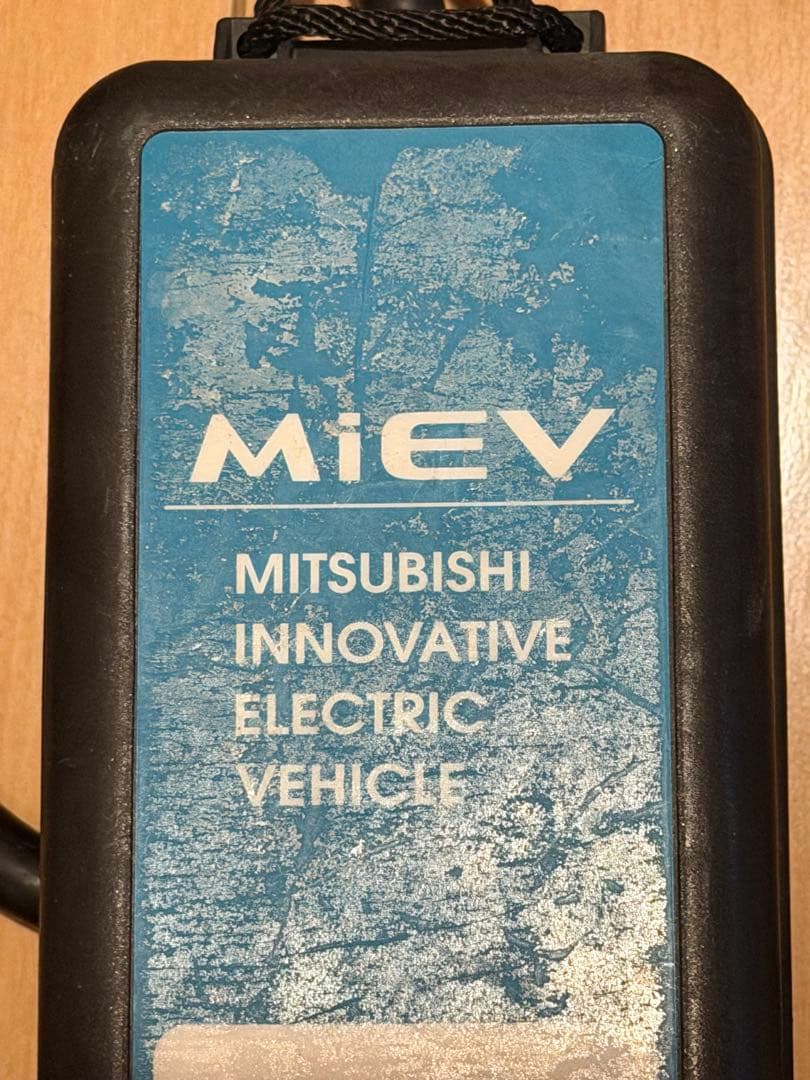 MiEV
MITSUBISHI
INNOVATIVE
ELECTRIC
VEHICLE